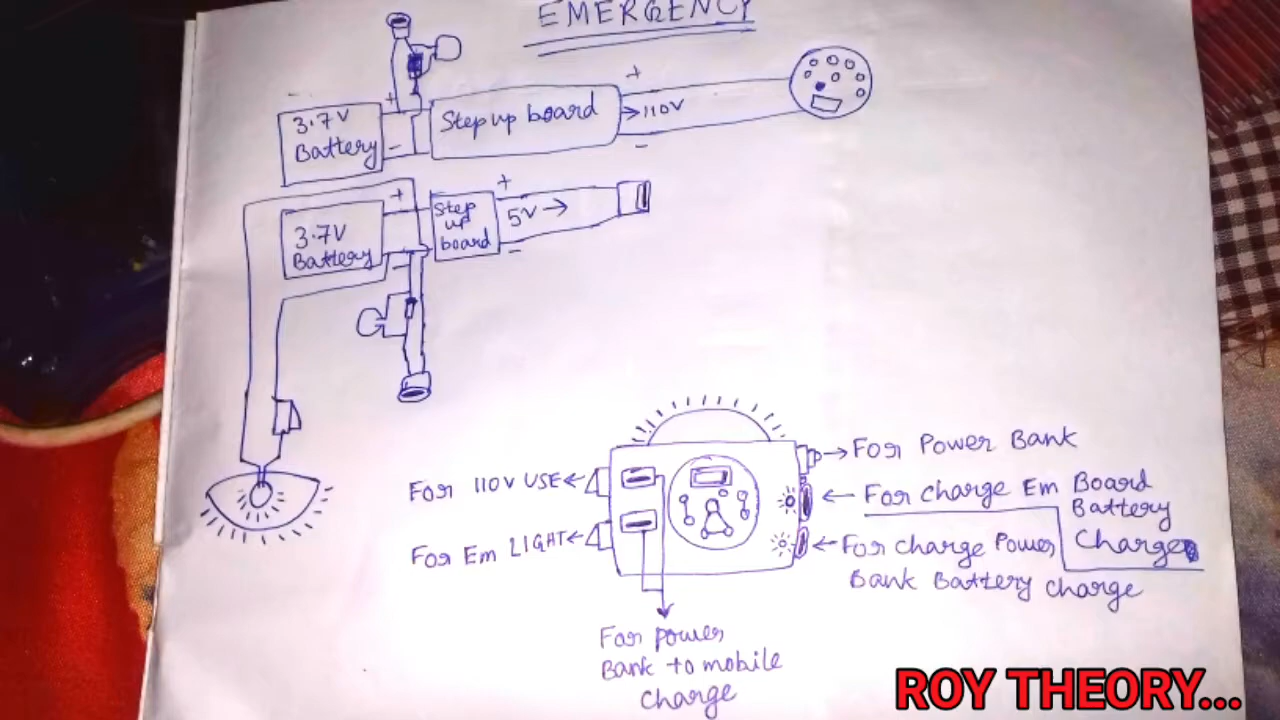 EMERGENCY
3.7V
Battery
+
-
Step up board
+
110V
-
3.7V
Battery
+
-
Step
up
board
+
5V →
-
For 110V USE ←
For Em LIGHT ←
→ For Power Bank
← For charge Em Board
Battery
Charge
← For charge Power
Bank Battery charge
For power
Bank to mobile
charge
ROY THEORY...